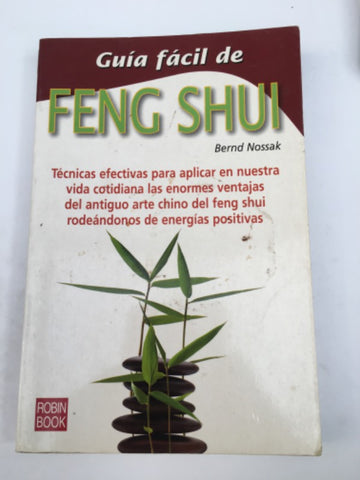 Guía fácil de
FENG SHUI
Bernd Nossak
Técnicas efectivas para aplicar en nuestra
vida cotidiana las enormes ventajas
del antiguo arte chino del feng shui
rodeándonos de energías positivas
ROBIN
BOOK